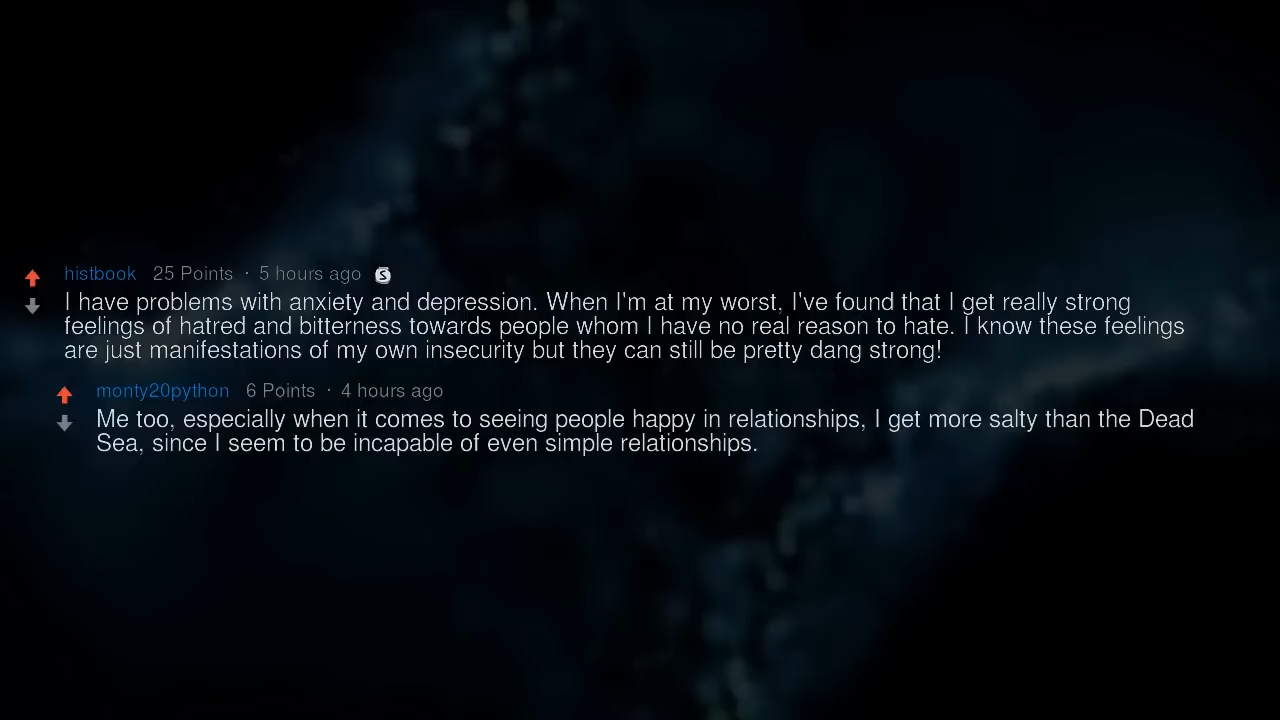 histbook 25 Points · 5 hours ago S
I have problems with anxiety and depression. When I'm at my worst, I've found that I get really strong
feelings of hatred and bitterness towards people whom I have no real reason to hate. I know these feelings
are just manifestations of my own insecurity but they can still be pretty dang strong!
monty20python 6 Points · 4 hours ago
Me too, especially when it comes to seeing people happy in relationships, I get more salty than the Dead
Sea, since I seem to be incapable of even simple relationships.